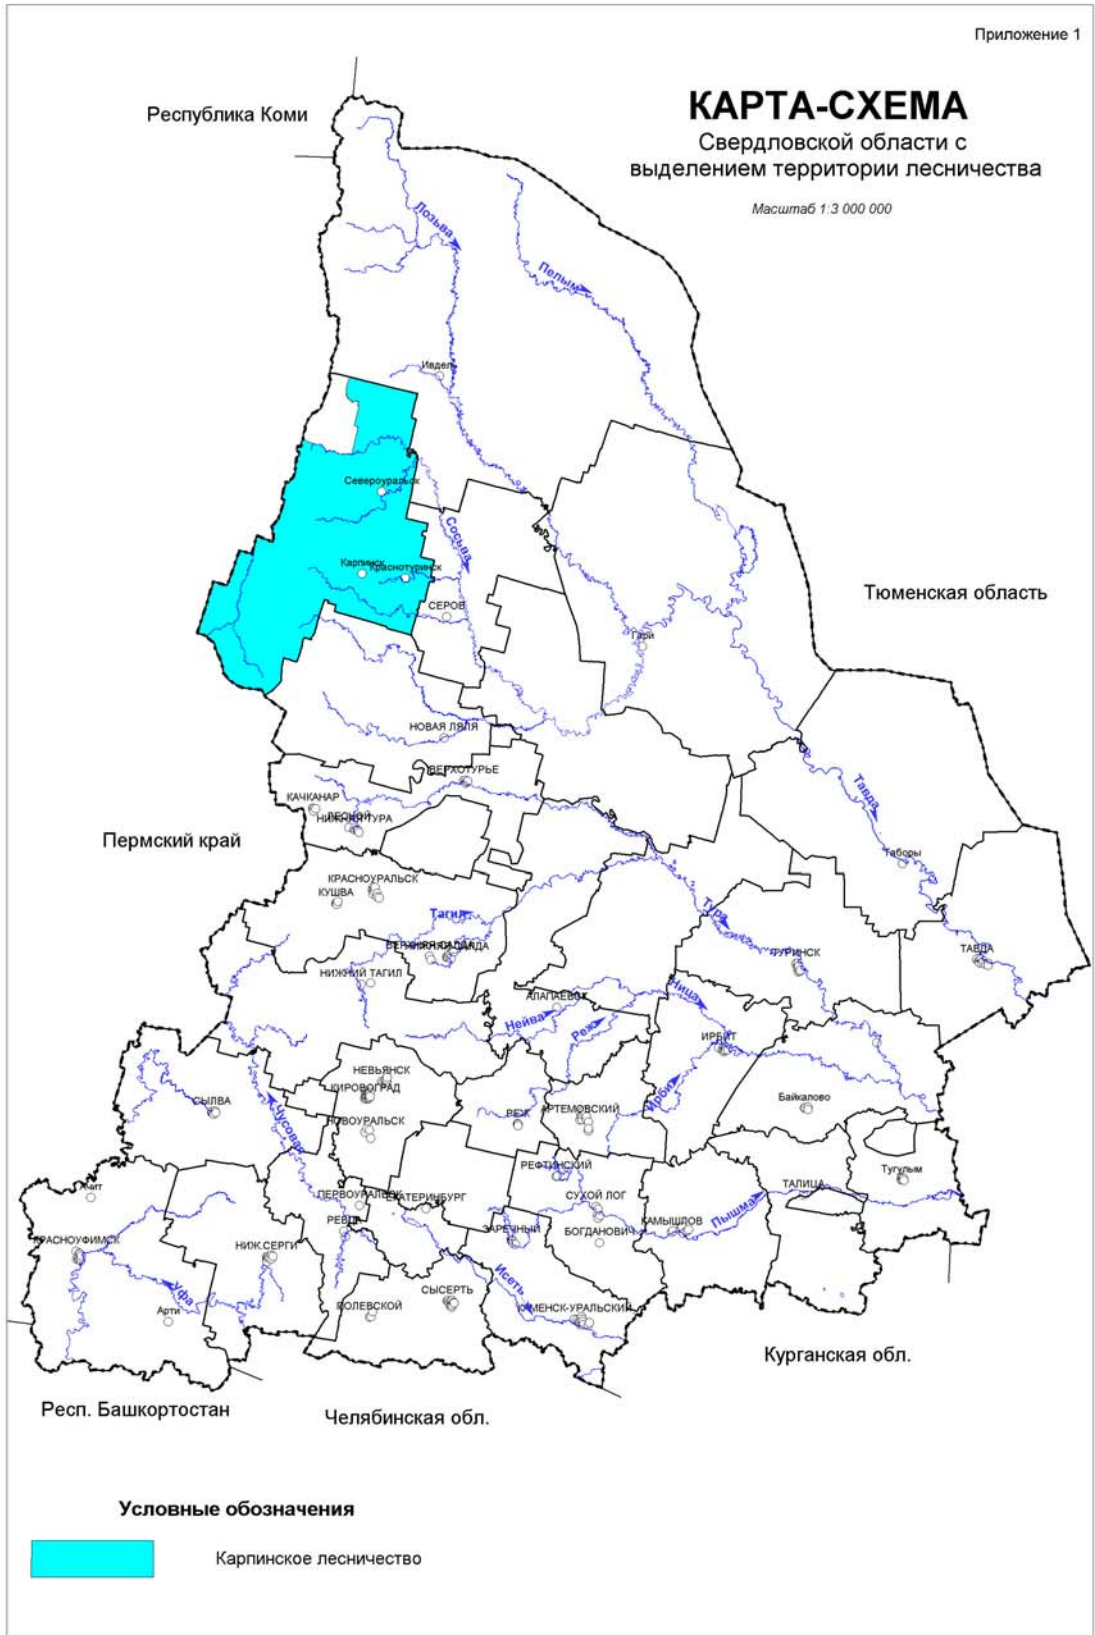 Приложение 1
КАРТА-СХЕМА
Свердловской области с
выделением территории лесничества
Масштаб 1:3 000 000
Республика Коми
Лозьва
Пелым
Ивдель
Североуральск
Сосьва
Карпинск
Краснотурьинск
СЕРОВ
Тюменская область
Гари
НОВАЯ ЛЯЛЯ
ВЕРХОТУРЬЕ
Тавда
КАЧКАНАР
НИЖНЯЯ ТУРА
Пермский край
Таборы
КРАСНОУРАЛЬСК
КУШВА
Тагил
Тура
ТУРИНСК
ТАВДА
НИЖНИЙ ТАГИЛ
АЛАПАЕВСК
Ница
Нейва
Реж
ИРБИТ
НЕВЬЯНСК
КИРОВОГРАД
Ирбит
Байкалово
СЫЛВА
Чусовая
НОВОУРАЛЬСК
РЕЖ
АРТЕМОВСКИЙ
РЕФТИНСКИЙ
Тугулым
Ачит
ПЕРВОУРАЛЬСК
ЕКАТЕРИНБУРГ
СУХОЙ ЛОГ
ТАЛИЦА
Пышма
РЕВДА
ЗАРЕЧНЫЙ
БОГДАНОВИЧ
КАМЫШЛОВ
КРАСНОУФИМСК
НИЖ.СЕРГИ
Уфа
Исеть
Арти
СЫСЕРТЬ
ПОЛЕВСКОЙ
КАМЕНСК-УРАЛЬСКИЙ
Курганская обл.
Респ. Башкортостан
Челябинская обл.
Условные обозначения
Карпинское лесничество